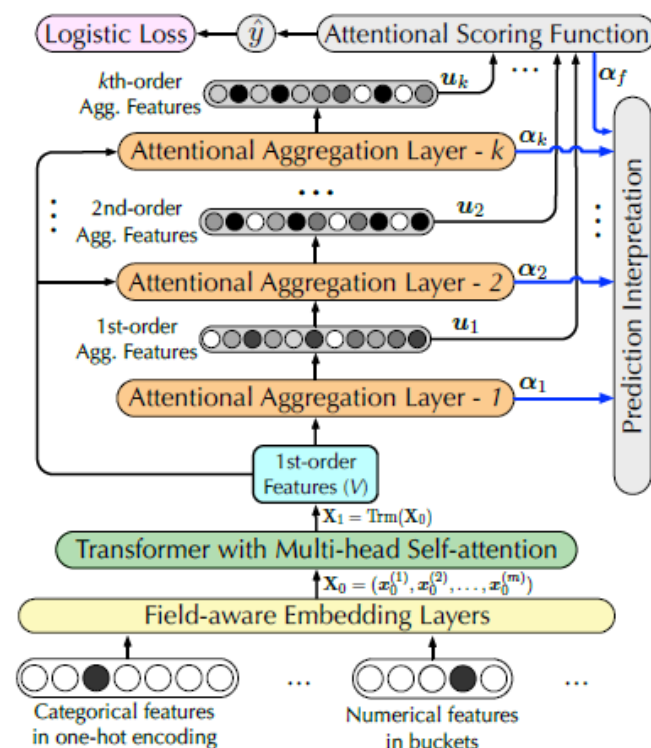 Logistic Loss
ŷ
Attentional Scoring Function
kth-order
Agg. Features
u_k
...
α_f
Attentional Aggregation Layer - k
α_k
...
...
2nd-order
Agg. Features
u_2
...
Attentional Aggregation Layer - 2
α_2
1st-order
Agg. Features
u_1
Attentional Aggregation Layer - 1
α_1
Prediction Interpretation
1st-order
Features (V)
X_1 = Trm(X_0)
Transformer with Multi-head Self-attention
X_0 = (x_0^(1), x_0^(2), . . . , x_0^(m))
Field-aware Embedding Layers
...
...
Categorical features
in one-hot encoding
Numerical features
in buckets